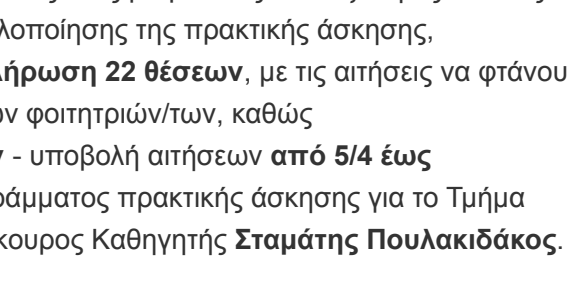 λοποίησης της πρακτικής άσκησης,
λήρωση 22 θέσεων, με τις αιτήσεις να φτάνου
ων φοιτητριών/των, καθώς
ν - υποβολή αιτήσεων από 5/4 έως
ράμματος πρακτικής άσκησης για το Τμήμα
κουρος Καθηγητής Σταμάτης Πουλακιδάκος.